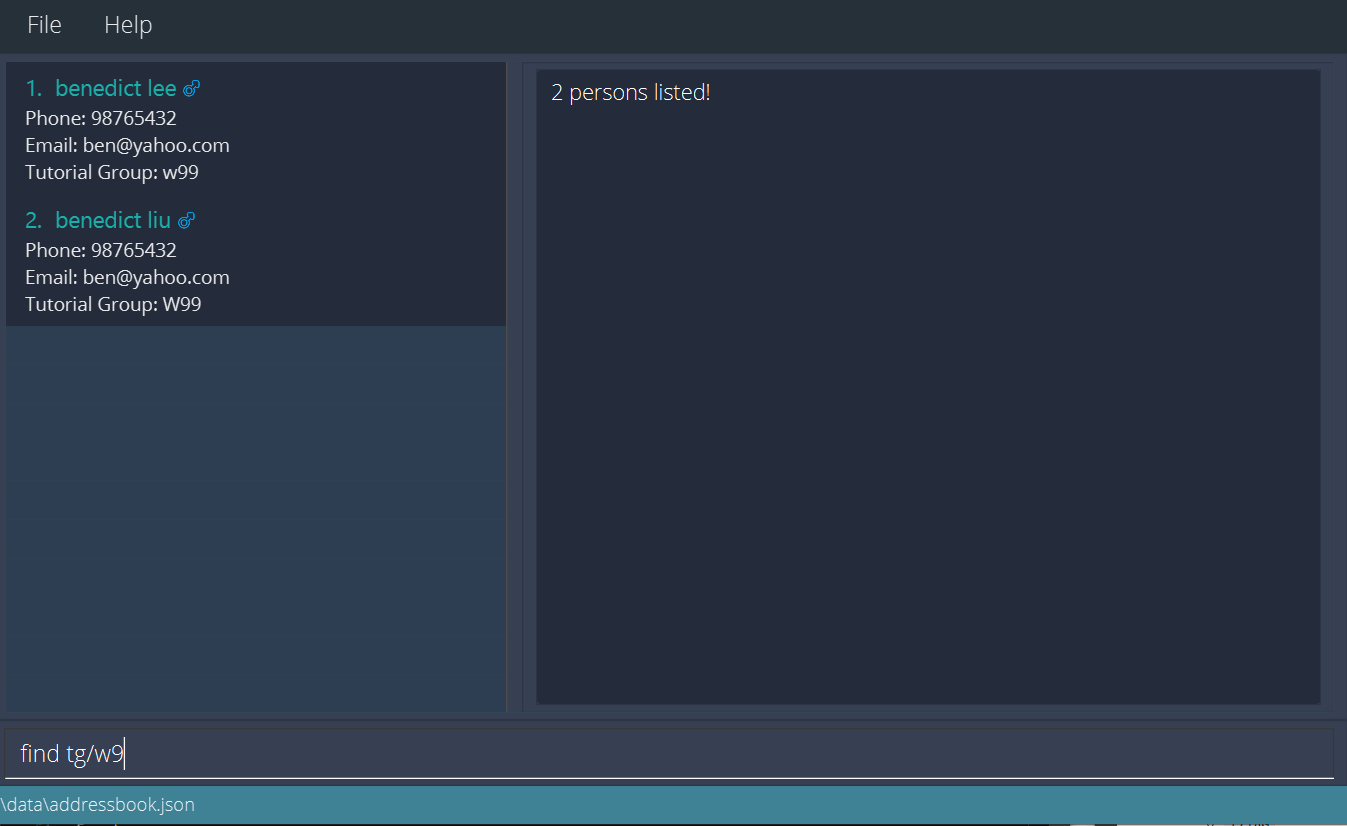 File Help
1. benedict lee
Phone: 98765432
Email: ben@yahoo.com
Tutorial Group: w99
2. benedict liu
Phone: 98765432
Email: ben@yahoo.com
Tutorial Group: W99
2 persons listed!
find tg/w9
\data\addressbook.json